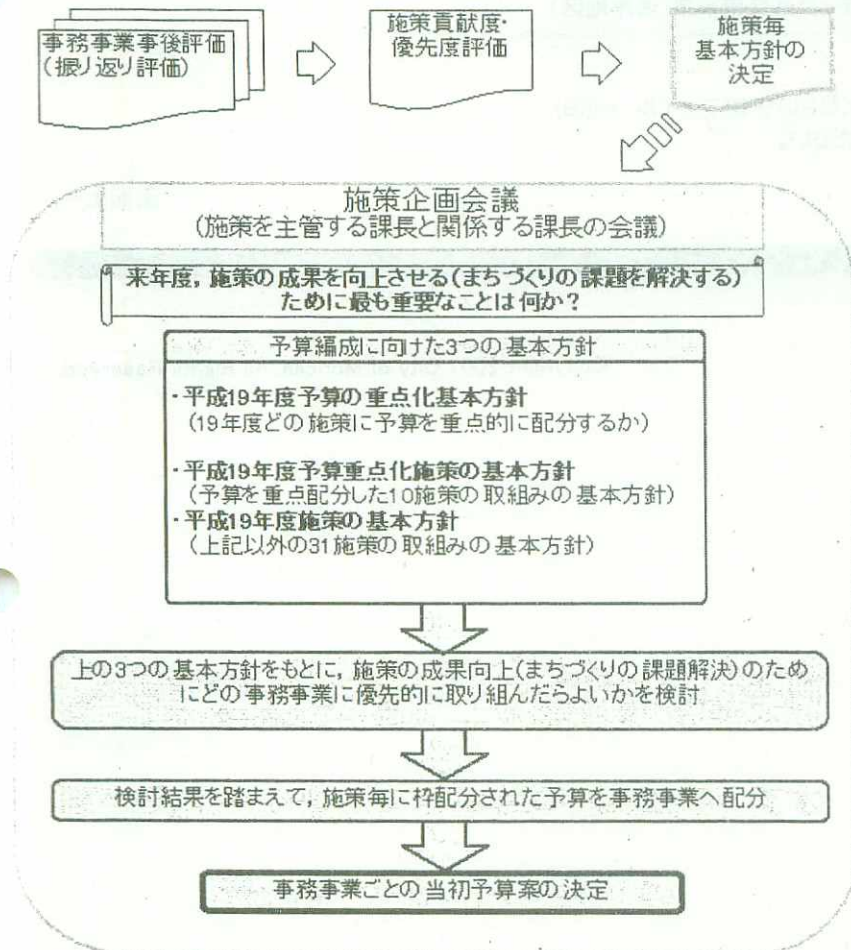 事務事業事後評価
(振り返り評価)
施策貢献度・
優先度評価
施策毎
基本方針の
決定
施策企画会議
(施策を主管する課長と関係する課長の会議)
来年度,施策の成果を向上させる(まちづくりの課題を解決する)
ために最も重要なことは何か?
予算編成に向けた3つの基本方針
・平成19年度予算の重点化基本方針
(19年度どの施策に予算を重点的に配分するか)
・平成19年度予算重点化施策の基本方針
(予算を重点配分した10施策の取組みの基本方針)
・平成19年度施策の基本方針
(上記以外の31施策の取組みの基本方針)
上の3つの基本方針をもとに,施策の成果向上(まちづくりの課題解決)のため
にどの事務事業に優先的に取り組んだらよいかを検討
検討結果を踏まえて,施策毎に枠配分された予算を事務事業へ配分
事務事業ごとの当初予算案の決定